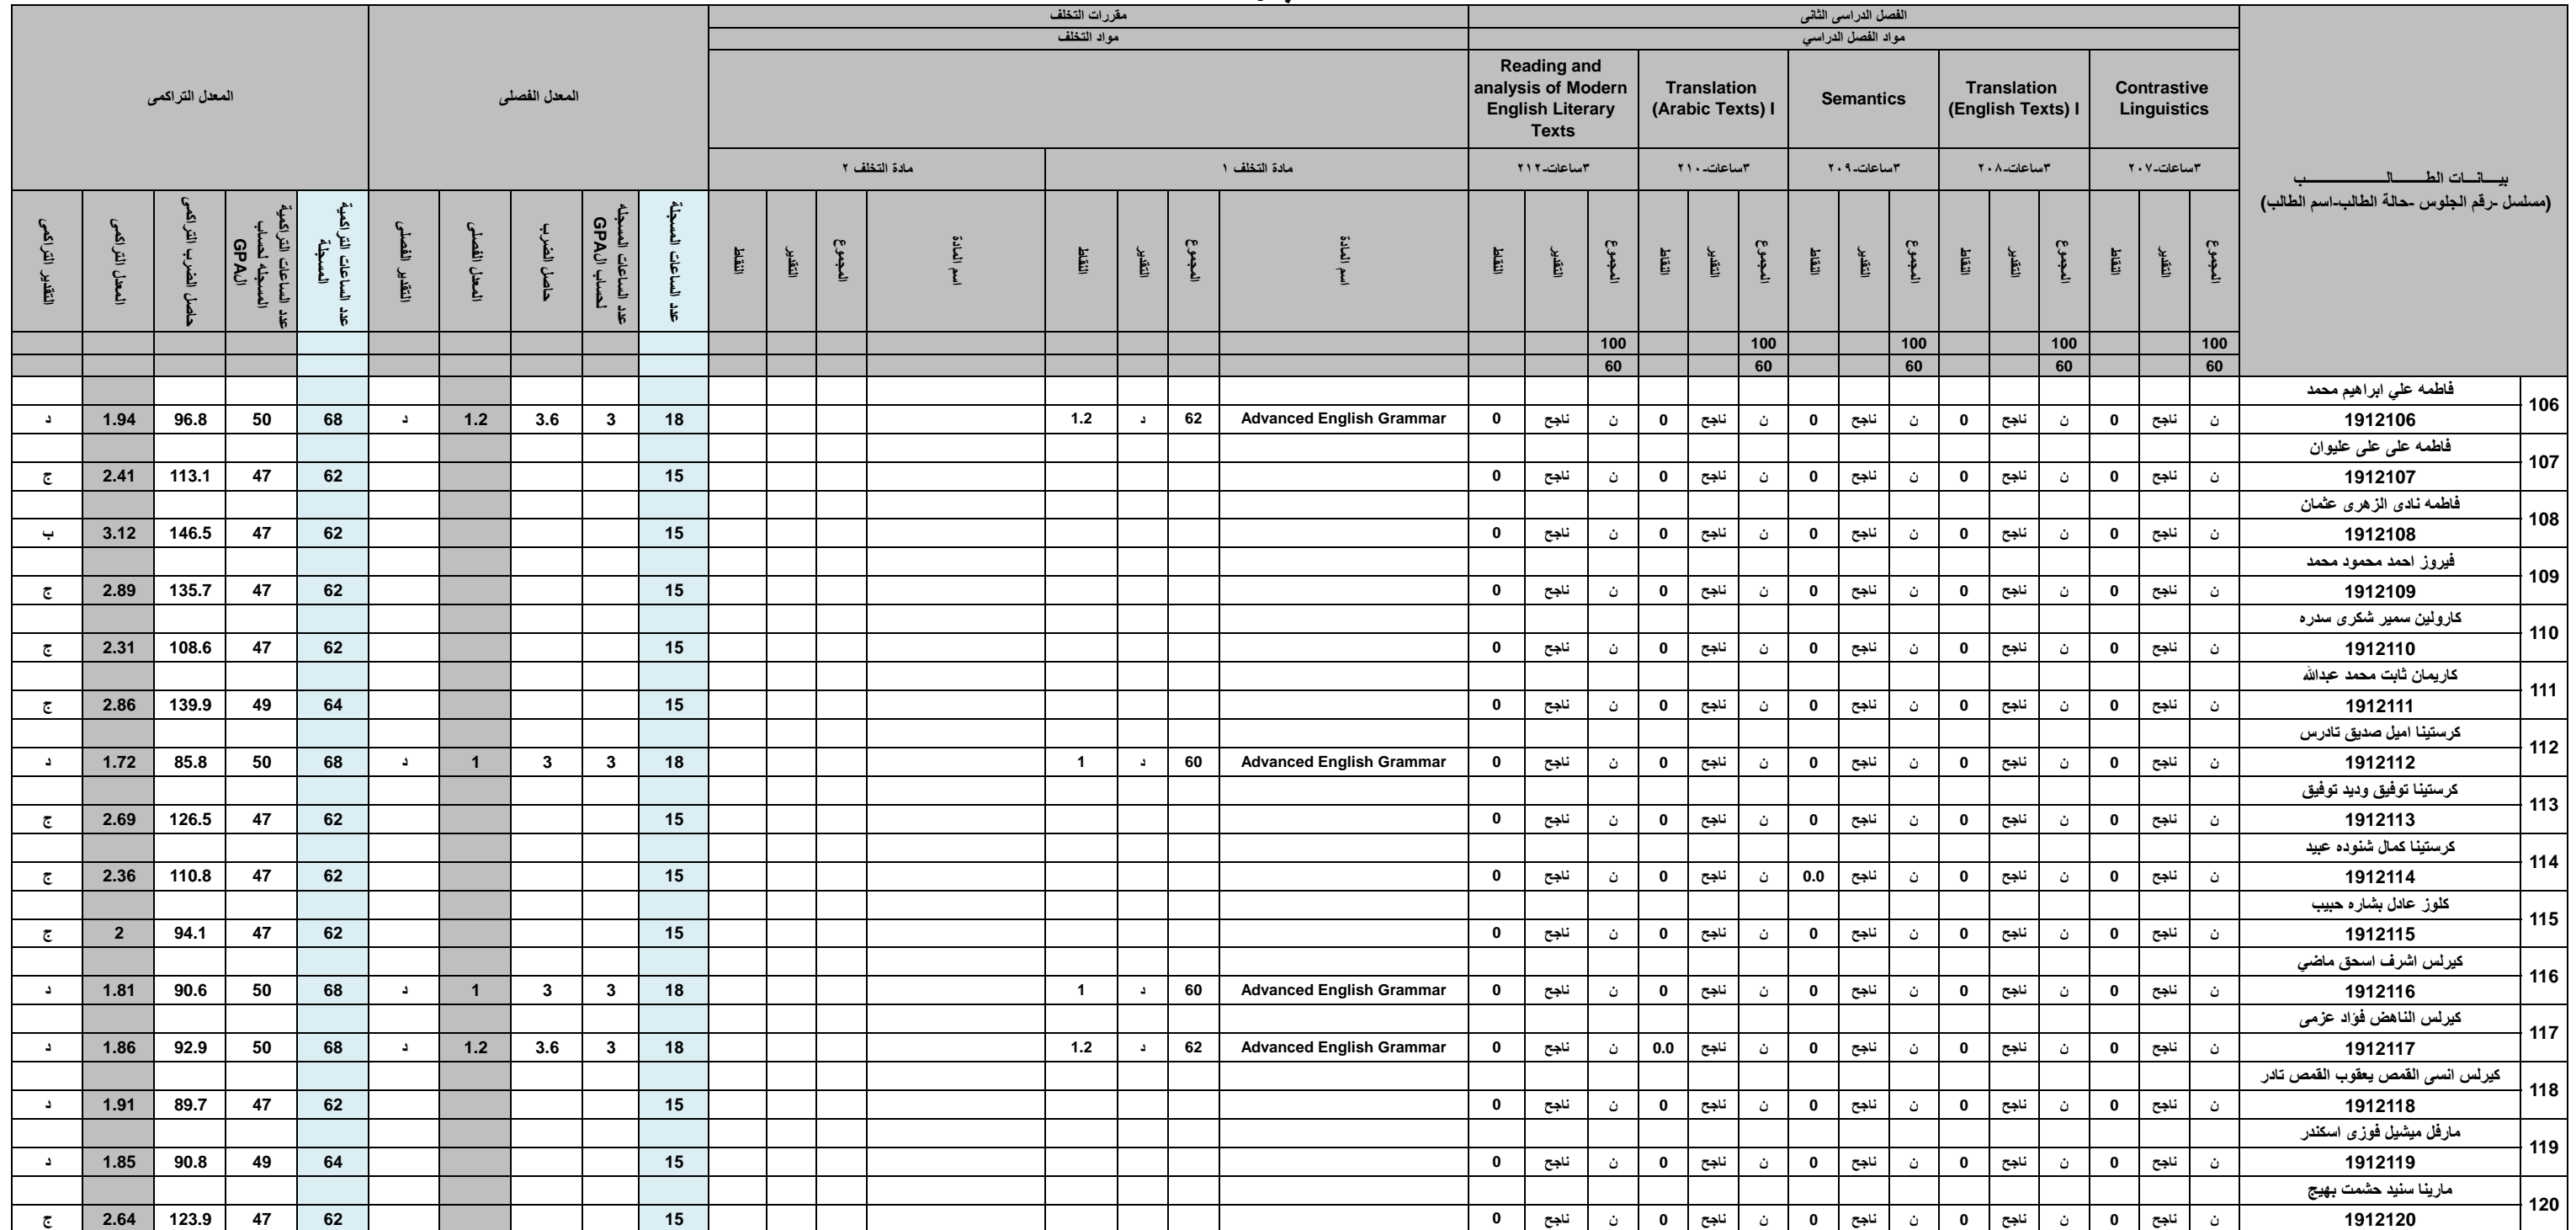 الفصل الدراسى الثانى
مقررات التخلف
مواد الفصل الدراسي
مواد التخلف
بيـــانـــات الطـــــــالـــــــــــــب
(مسلسل -رقم الجلوس -حالة الطالب-اسم الطالب)
Contrastive Linguistics
Translation (English Texts) I
Semantics
Translation (Arabic Texts) I
Reading and analysis of Modern English Literary Texts
المعدل الفصلى
المعدل التراكمى
٣ساعات-٢٠٧
٣ساعات-٢٠٨
٣ساعات-٢٠٩
٣ساعات-٢١٠
٣ساعات-٢١٢
مادة التخلف ١
مادة التخلف ٢
المجموع التقدير النقاط المجموع التقدير النقاط المجموع التقدير النقاط المجموع التقدير النقاط المجموع التقدير النقاط
اسم المادة المجموع التقدير النقاط اسم المادة المجموع التقدير النقاط
عدد الساعات المسجلة
عدد الساعات المسجله لحساب الGPA
حاصل الضرب
المعدل الفصلى
التقدير الفصلى
عدد الساعات التراكمية المسجلة
عدد الساعات التراكمية المسجله لحساب الGPA
حاصل الضرب التراكمى
المعدل التراكمى
التقدير التراكمى
100 100 100 100 100
60 60 60 60 60
106 فاطمه علي ابراهيم محمد
1912106 ن ناجح 0 ن ناجح 0 ن ناجح 0 ن ناجح 0 ن ناجح 0 Advanced English Grammar 62 د 1.2 18 3 3.6 1.2 د 68 50 96.8 1.94 د
107 فاطمه على على عليوان
1912107 ن ناجح 0 ن ناجح 0 ن ناجح 0 ن ناجح 0 ن ناجح 0 15 62 47 113.1 2.41 ج
108 فاطمه نادى الزهرى عثمان
1912108 ن ناجح 0 ن ناجح 0 ن ناجح 0 ن ناجح 0 ن ناجح 0 15 62 47 146.5 3.12 ب
109 فيروز احمد محمود محمد
1912109 ن ناجح 0 ن ناجح 0 ن ناجح 0 ن ناجح 0 ن ناجح 0 15 62 47 135.7 2.89 ج
110 كارولين سمير شكرى سدره
1912110 ن ناجح 0 ن ناجح 0 ن ناجح 0 ن ناجح 0 ن ناجح 0 15 62 47 108.6 2.31 ج
111 كاريمان ثابت محمد عبدالله
1912111 ن ناجح 0 ن ناجح 0 ن ناجح 0 ن ناجح 0 ن ناجح 0 15 64 49 139.9 2.86 ج
112 كرستينا اميل صديق تادرس
1912112 ن ناجح 0 ن ناجح 0 ن ناجح 0 ن ناجح 0 ن ناجح 0 Advanced English Grammar 60 د 1 18 3 3 1 د 68 50 85.8 1.72 د
113 كرستينا توفيق وديد توفيق
1912113 ن ناجح 0 ن ناجح 0 ن ناجح 0 ن ناجح 0 ن ناجح 0 15 62 47 126.5 2.69 ج
114 كرستينا كمال شنوده عبيد
1912114 ن ناجح 0 ن ناجح 0 ن ناجح 0.0 ن ناجح 0 ن ناجح 0 15 62 47 110.8 2.36 ج
115 كلوز عادل بشاره حبيب
1912115 ن ناجح 0 ن ناجح 0 ن ناجح 0 ن ناجح 0 ن ناجح 0 15 62 47 94.1 2 ج
116 كيرلس اشرف اسحق ماضي
1912116 ن ناجح 0 ن ناجح 0 ن ناجح 0 ن ناجح 0 ن ناجح 0 Advanced English Grammar 60 د 1 18 3 3 1 د 68 50 90.6 1.81 د
117 كيرلس الناهض فؤاد عزمى
1912117 ن ناجح 0 ن ناجح 0 ن ناجح 0 ن ناجح 0.0 ن ناجح 0 Advanced English Grammar 62 د 1.2 18 3 3.6 1.2 د 68 50 92.9 1.86 د
118 كيرلس انسى القمص يعقوب القمص تادر
1912118 ن ناجح 0 ن ناجح 0 ن ناجح 0 ن ناجح 0 ن ناجح 0 15 62 47 89.7 1.91 د
119 مارفل ميشيل فوزى اسكندر
1912119 ن ناجح 0 ن ناجح 0 ن ناجح 0 ن ناجح 0 ن ناجح 0 15 64 49 90.8 1.85 د
120 مارينا سنيد حشمت بهيج
1912120 ن ناجح 0 ن ناجح 0 ن ناجح 0 ن ناجح 0 ن ناجح 0 15 62 47 123.9 2.64 ج